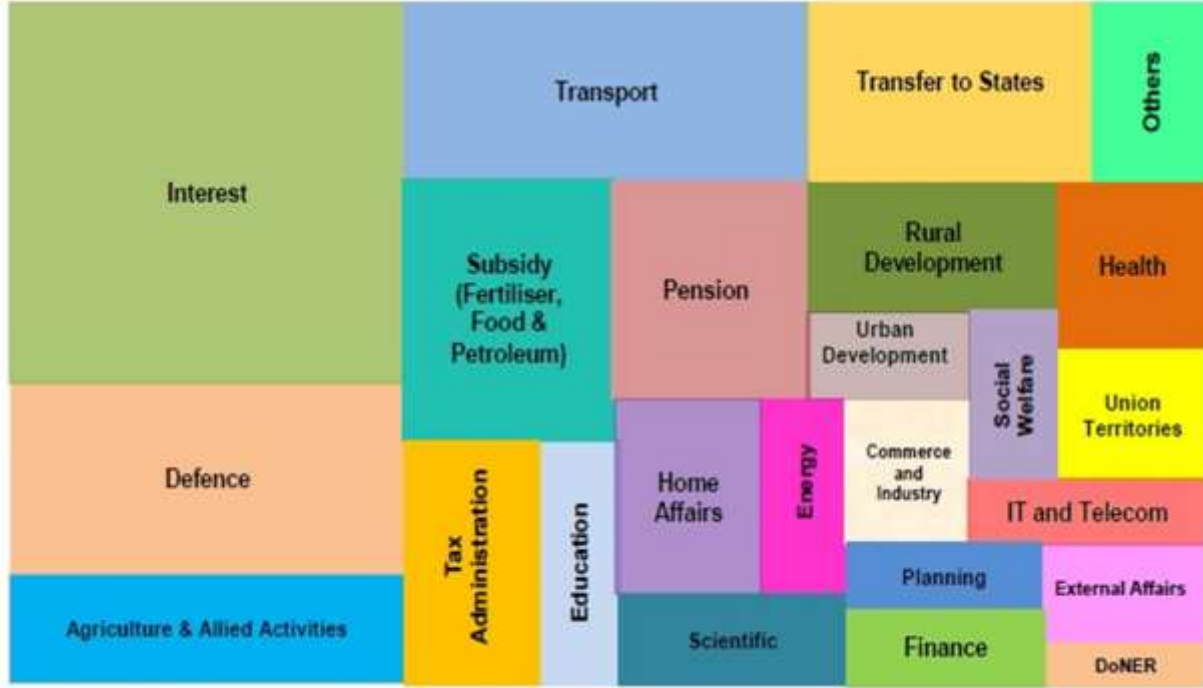 Interest
Defence
Agriculture & Allied Activities
Transport
Subsidy
(Fertiliser,
Food &
Petroleum)
Pension
Tax
Administration
Education
Home
Affairs
Energy
Scientific
Transfer to States
Others
Rural
Development
Health
Urban
Development
Social
Welfare
Union
Territories
Commerce
and
Industry
IT and Telecom
Planning
External Affairs
Finance
DoNER